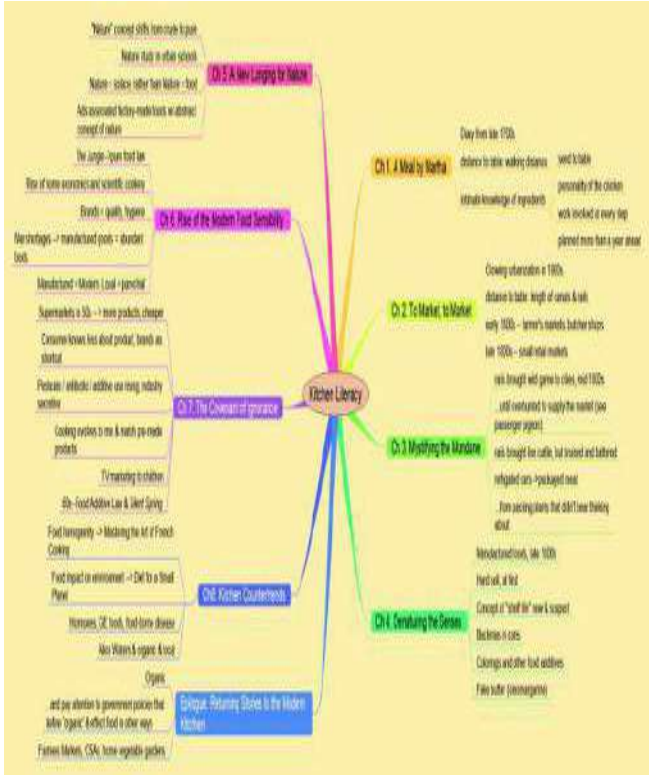 Kitchen Literacy
Ch 1. A Meal by Martha
Diary from late 1700s
distance to table: walking distance
intimate knowledge of ingredients
seed to table
personality of the chicken
work involved at every step
planned more than a year ahead
Ch 2. To Market, to Market
Growing urbanization in 1800s
distance to table: length of canals & rails
early 1800s -- farmer's markets, butcher shops
late 1800s -- small retail markets
Ch 3. Mystifying the Mundane
rails brought wild game to cities, mid 1800s
...until overhunted to supply the market (see
passenger pigeon)
rails brought live cattle, but bruised and battered
refrigated cars->packaged meat
...from packing plants that didn't bear thinking
about
Ch 4. Denaturing the Senses
Manufactured foods, late 1800s
Hard sell, at first
Concept of "shelf life" new & suspect
Bacterias in cans
Colorings and other food additives
Fake butter (oleomargarine)
Ch 5. A New Longing for Nature
"Nature" concept shifts from crude to pure
Nature study in urban schools
Nature = solace rather than Nature = food
Ads associated factory-made foods w/ abstract
concept of nature
Ch 6. Rise of the Modern Food Sensibility
The Jungle->pure food law
Rise of home economics and scientific cooking
Brands = quality, hygiene
War shortages --> manufactured goods = abundant
foods
Manufactured = Modern. Local = parochial
Ch 7. The Covenant of Ignorance
Supermarkets in 30s --> more products, cheaper
Consumer knows less about product, brands as
shortcut
Pesticide / antibiotic / additive use rising, industry
secretive
Cooking evolves to mix & match pre-made
products
TV marketing to children
60s--Food Additive Law & Silent Spring
Ch8. Kitchen Countertrends
Food homogeneity --> Mastering the Art of French
Cooking
Food impact on environment --> Diet for a Small
Planet
Hormones, GE foods, food-borne disease
Alice Waters & organic & local
Epilogue. Returning Stories to the Modern
Kitchen
Organic
...and pay attention to government policies that
define "organic" & effect food in other ways
Farmers Markets, CSAs, home vegetable gardens